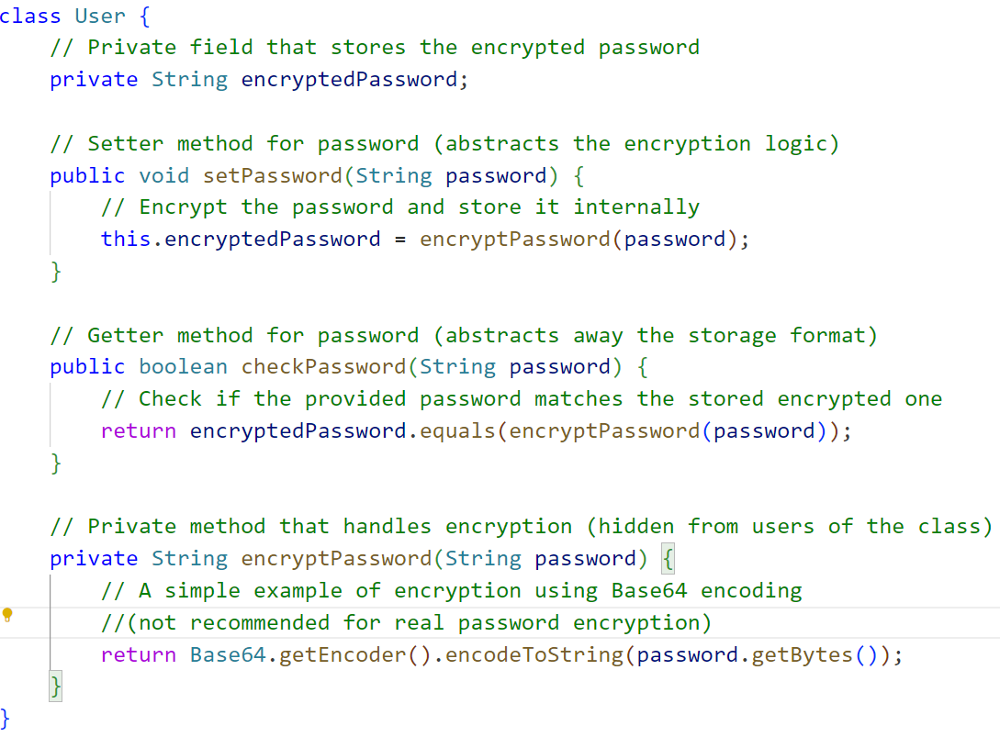 class User {
    // Private field that stores the encrypted password
    private String encryptedPassword;

    // Setter method for password (abstracts the encryption logic)
    public void setPassword(String password) {
        // Encrypt the password and store it internally
        this.encryptedPassword = encryptPassword(password);
    }

    // Getter method for password (abstracts away the storage format)
    public boolean checkPassword(String password) {
        // Check if the provided password matches the stored encrypted one
        return encryptedPassword.equals(encryptPassword(password));
    }

    // Private method that handles encryption (hidden from users of the class)
    private String encryptPassword(String password) {
        // A simple example of encryption using Base64 encoding
        //(not recommended for real password encryption)
        return Base64.getEncoder().encodeToString(password.getBytes());
    }
}